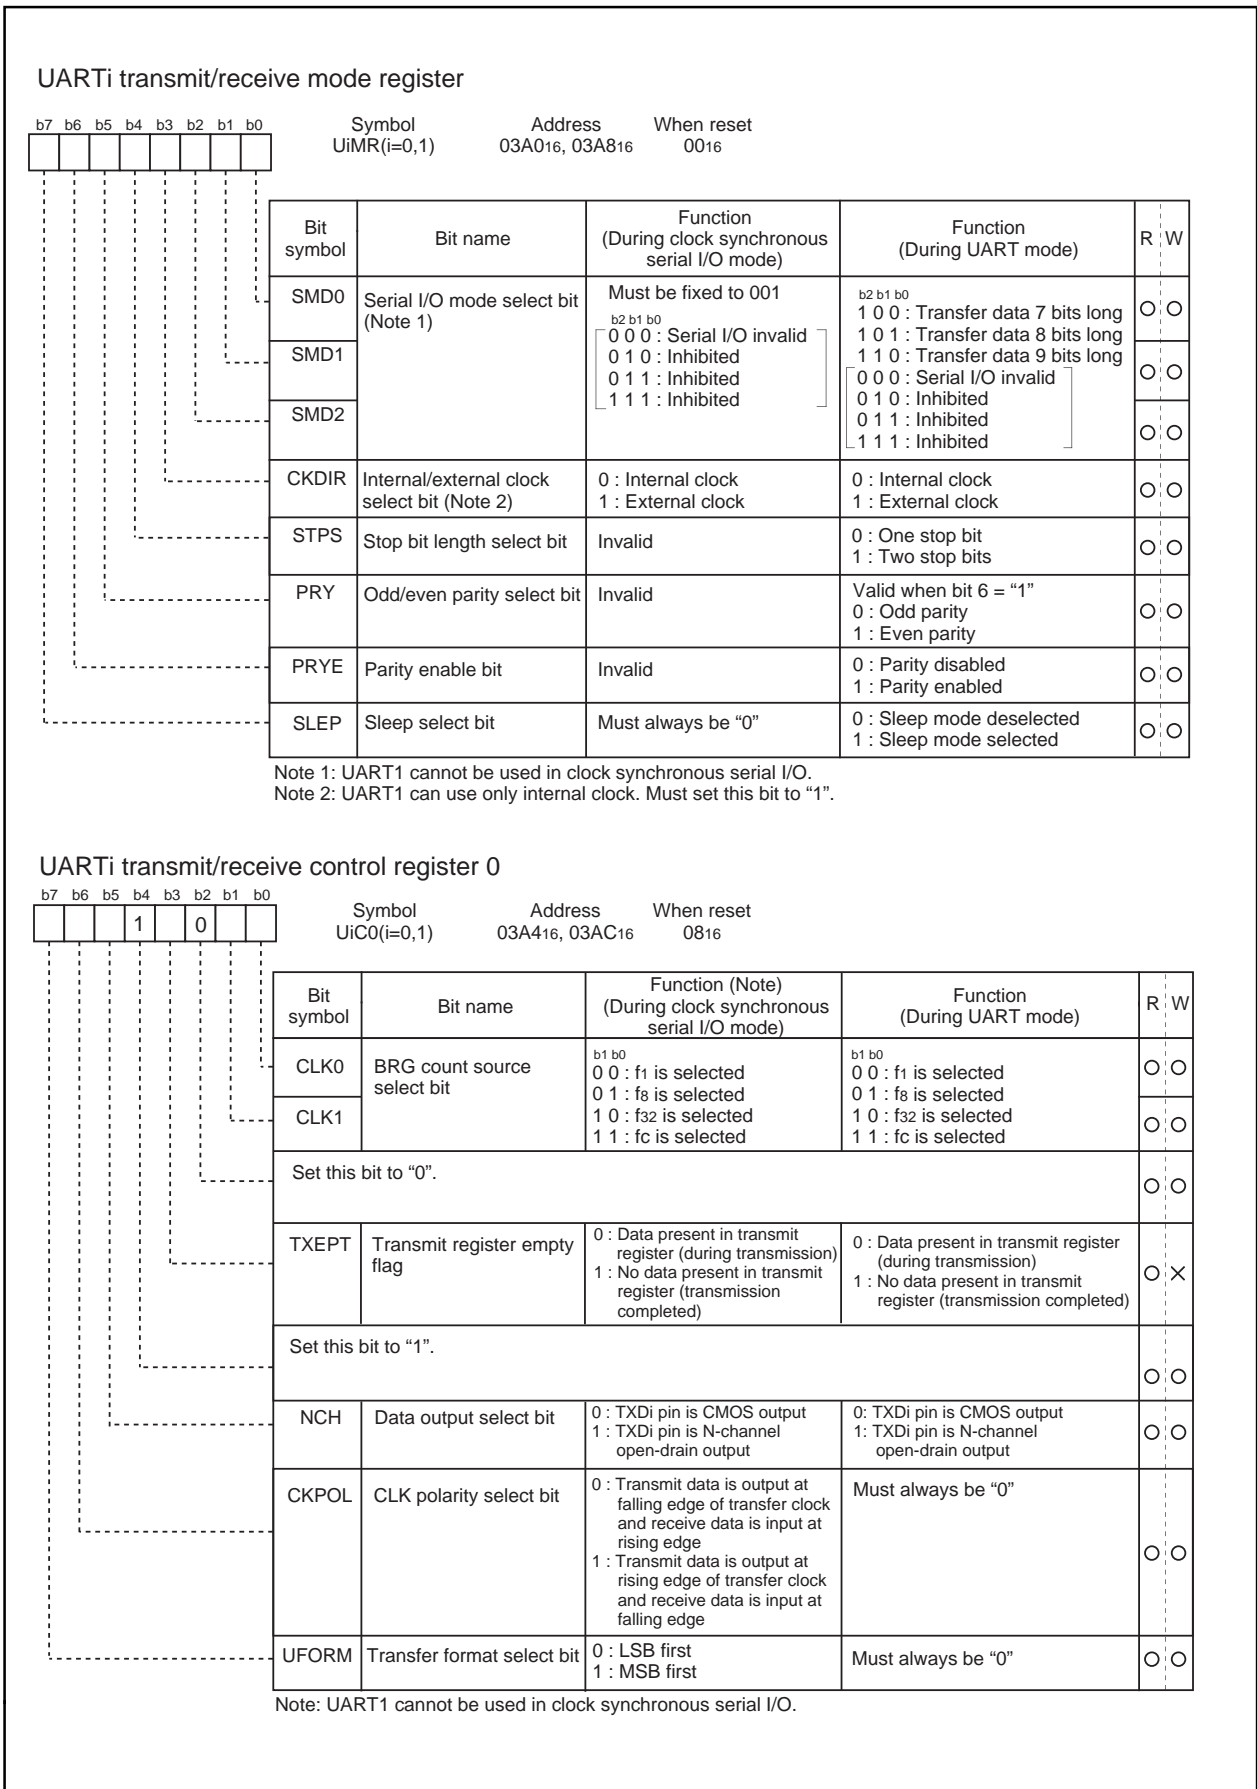 UARTi transmit/receive mode register
b7 b6 b5 b4 b3 b2 b1 b0
Symbol Address When reset
UiMR(i=0,1) 03A016, 03A816 0016
Bit symbol Bit name Function (During clock synchronous serial I/O mode) Function (During UART mode) R W
SMD0
SMD1
SMD2
Serial I/O mode select bit
(Note 1)
Must be fixed to 001
b2 b1 b0
0 0 0 : Serial I/O invalid
0 1 0 : Inhibited
0 1 1 : Inhibited
1 1 1 : Inhibited
b2 b1 b0
1 0 0 : Transfer data 7 bits long
1 0 1 : Transfer data 8 bits long
1 1 0 : Transfer data 9 bits long
0 0 0 : Serial I/O invalid
0 1 0 : Inhibited
0 1 1 : Inhibited
1 1 1 : Inhibited
CKDIR
Internal/external clock
select bit (Note 2)
0 : Internal clock
1 : External clock
0 : Internal clock
1 : External clock
STPS
Stop bit length select bit
Invalid
0 : One stop bit
1 : Two stop bits
PRY
Odd/even parity select bit
Invalid
Valid when bit 6 = “1”
0 : Odd parity
1 : Even parity
PRYE
Parity enable bit
Invalid
0 : Parity disabled
1 : Parity enabled
SLEP
Sleep select bit
Must always be “0”
0 : Sleep mode deselected
1 : Sleep mode selected
Note 1: UART1 cannot be used in clock synchronous serial I/O.
Note 2: UART1 can use only internal clock. Must set this bit to “1”.
UARTi transmit/receive control register 0
b7 b6 b5 b4 b3 b2 b1 b0
1 0
Symbol Address When reset
UiC0(i=0,1) 03A416, 03AC16 0816
Bit symbol Bit name Function (Note) (During clock synchronous serial I/O mode) Function (During UART mode) R W
CLK0
CLK1
BRG count source
select bit
b1 b0
0 0 : f1 is selected
0 1 : f8 is selected
1 0 : f32 is selected
1 1 : fc is selected
b1 b0
0 0 : f1 is selected
0 1 : f8 is selected
1 0 : f32 is selected
1 1 : fc is selected
Set this bit to “0”.
TXEPT
Transmit register empty
flag
0 : Data present in transmit
register (during transmission)
1 : No data present in transmit
register (transmission
completed)
0 : Data present in transmit register
(during transmission)
1 : No data present in transmit
register (transmission completed)
Set this bit to “1”.
NCH
Data output select bit
0 : TXDi pin is CMOS output
1 : TXDi pin is N-channel
open-drain output
0: TXDi pin is CMOS output
1: TXDi pin is N-channel
open-drain output
CKPOL
CLK polarity select bit
0 : Transmit data is output at
falling edge of transfer clock
and receive data is input at
rising edge
1 : Transmit data is output at
rising edge of transfer clock
and receive data is input at
falling edge
Must always be “0”
UFORM
Transfer format select bit
0 : LSB first
1 : MSB first
Must always be “0”
Note: UART1 cannot be used in clock synchronous serial I/O.